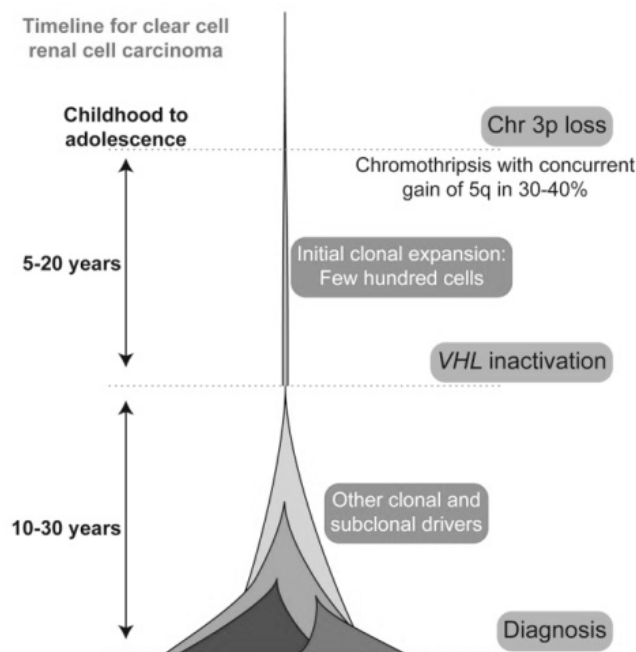 Timeline for clear cell
renal cell carcinoma
Childhood to
adolescence
Chr 3p loss
Chromothripsis with concurrent
gain of 5q in 30-40%
5-20 years
Initial clonal expansion:
Few hundred cells
VHL inactivation
Other clonal and
subclonal drivers
10-30 years
Diagnosis